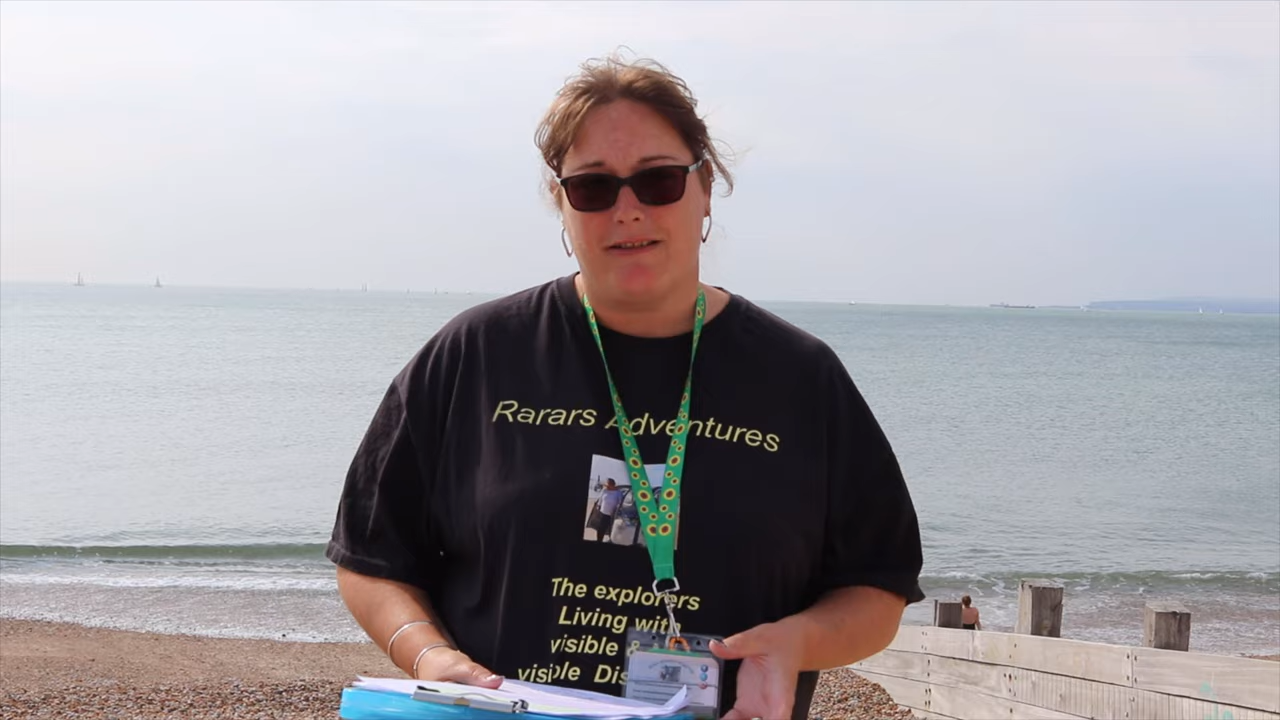 Rarars Adventures
The explorers
Living with
visible &
visible Dis